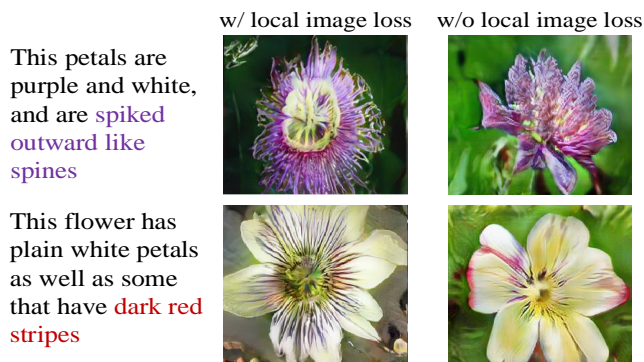 w/ local image loss
w/o local image loss
This petals are
purple and white,
and are spiked
outward like
spines
This flower has
plain white petals
as well as some
that have dark red
stripes